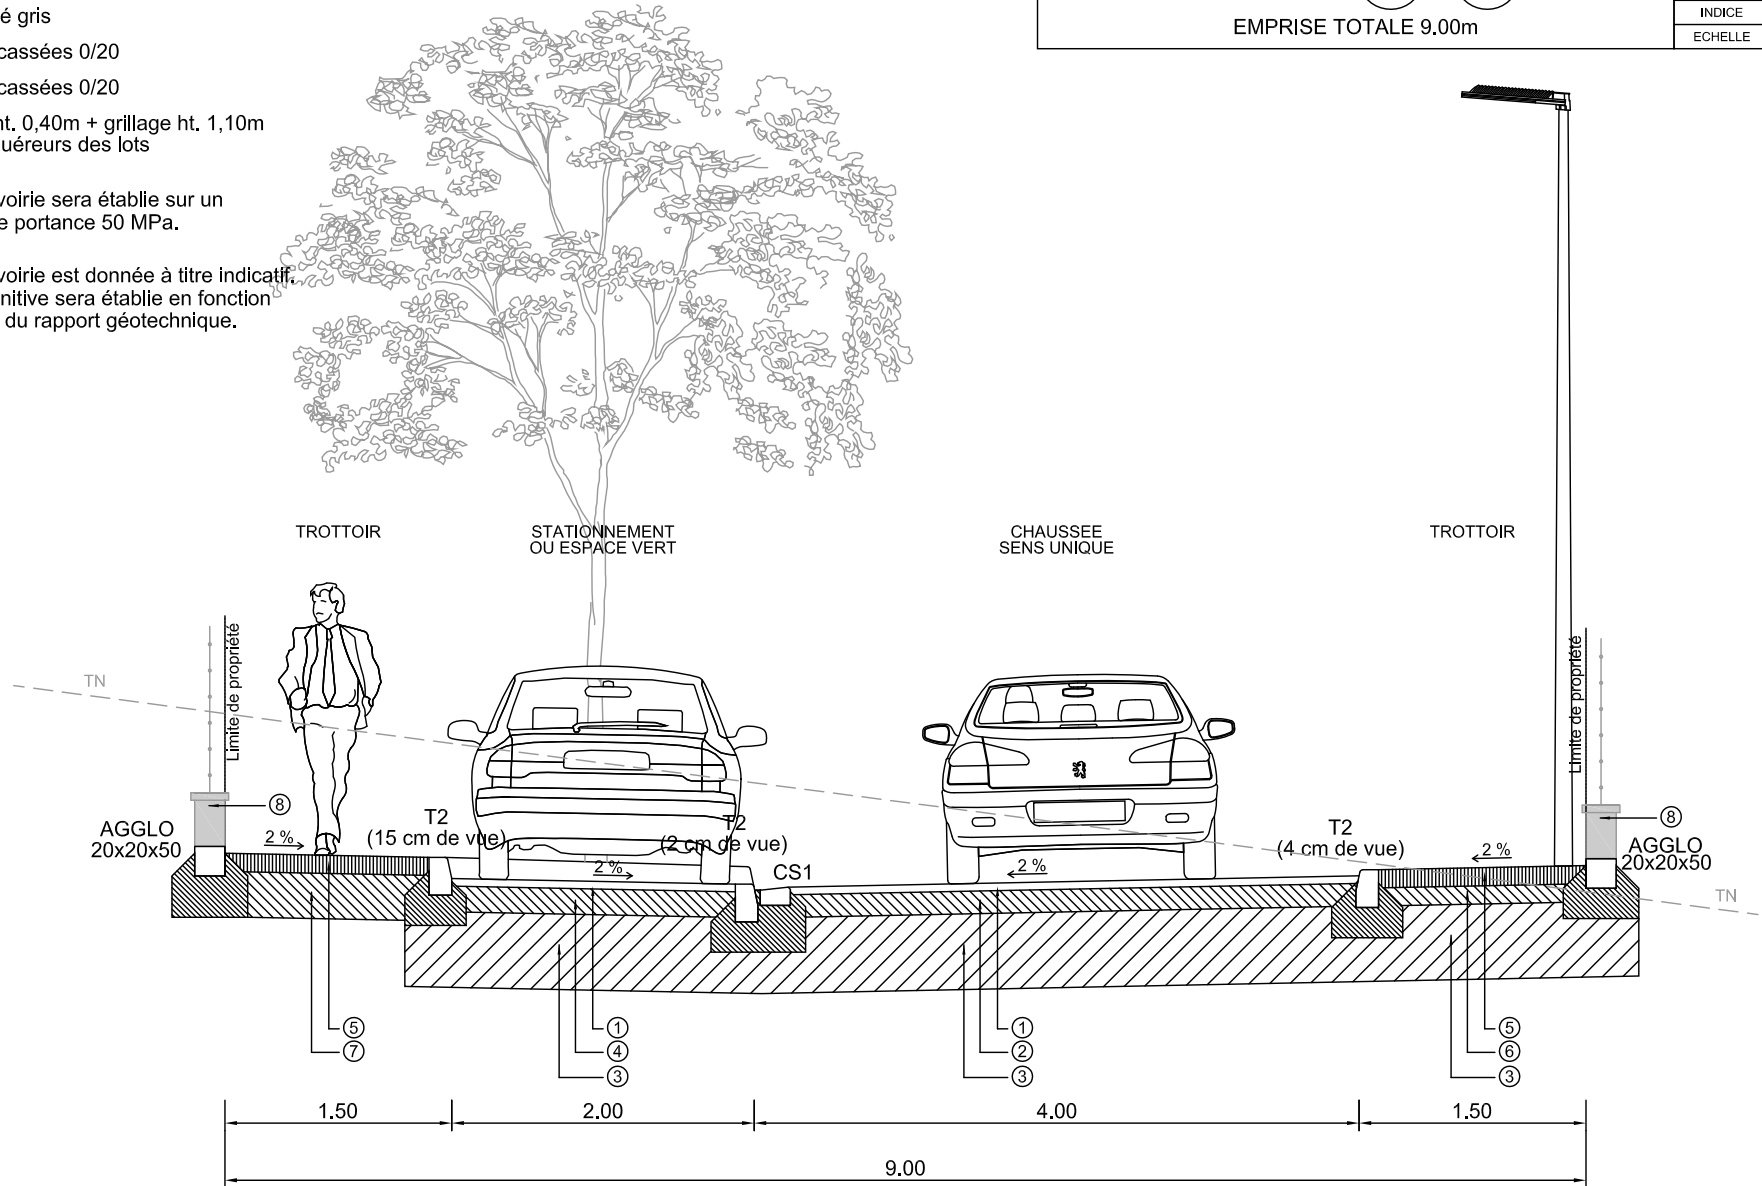 é gris
cassées 0/20
cassées 0/20
ht. 0,40m + grillage ht. 1,10m
uéreurs des lots
voirie sera établie sur un
e portance 50 MPa.
voirie est donnée à titre indicatif.
nitive sera établie en fonction
du rapport géotechnique.
EMPRISE TOTALE 9.00m
INDICE
ECHELLE
TROTTOIR
STATIONNEMENT
OU ESPACE VERT
CHAUSSEE
SENS UNIQUE
TROTTOIR
TN
Limite de propriété
Limite de propriété
8
AGGLO
20x20x50
2 %
T2
(15 cm de vue)
2 %
T2
(2 cm de vue)
CS1
2 %
T2
(4 cm de vue)
2 %
8
AGGLO
20x20x50
TN
5
7
1
4
3
1
2
3
5
6
3
1.50
2.00
4.00
1.50
9.00